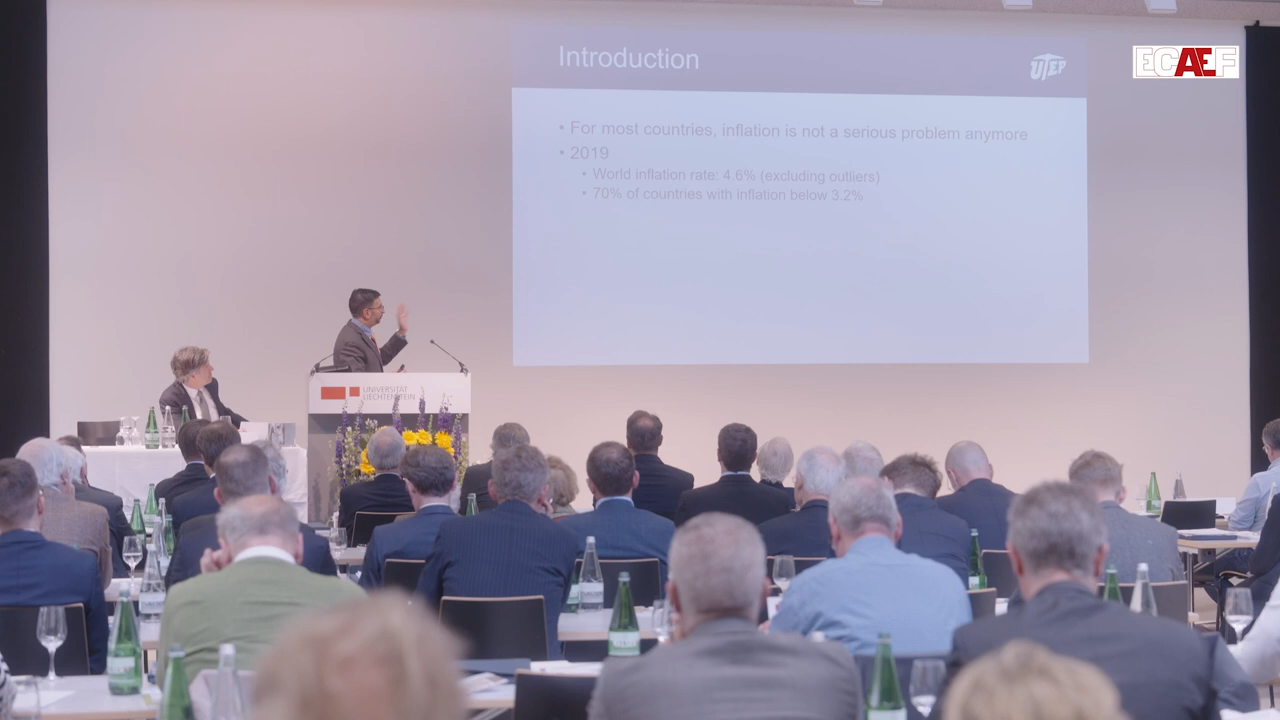 Introduction
UTEP
ECAEF
• For most countries, inflation is not a serious problem anymore
• 2019
• World inflation rate: 4.6% (excluding outliers)
• 70% of countries with inflation below 3.2%
UNIVERSITÄT
LIECHTENSTEIN